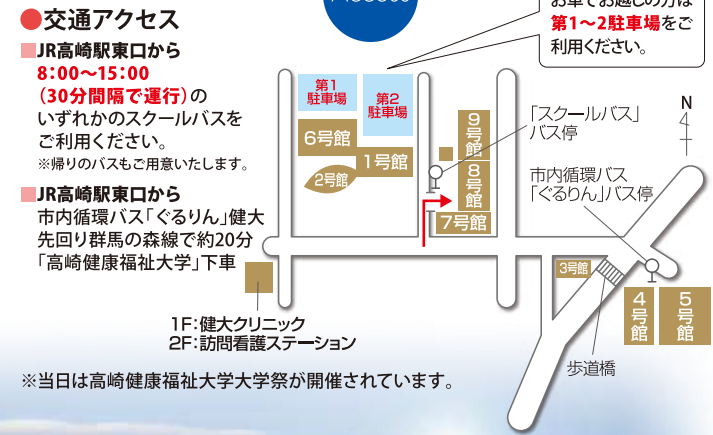 ●交通アクセス
■JR高崎駅東口から
8:00〜15:00
（30分間隔で運行）の
いずれかのスクールバスを
ご利用ください。
※帰りのバスもご用意いたします。
■JR高崎駅東口から
市内循環バス「ぐるりん」健大
先回り群馬の森線で約20分
「高崎健康福祉大学」下車
お車でお越しの方は
第1〜2駐車場をご
利用ください。
第1
駐車場
第2
駐車場
6号館
1号館
2号館
9号館
8号館
7号館
「スクールバス」
バス停
N
市内循環バス
「ぐるりん」バス停
3号館
4号館
5号館
歩道橋
1F:健大クリニック
2F:訪問看護ステーション
※当日は高崎健康福祉大学大学祭が開催されています。